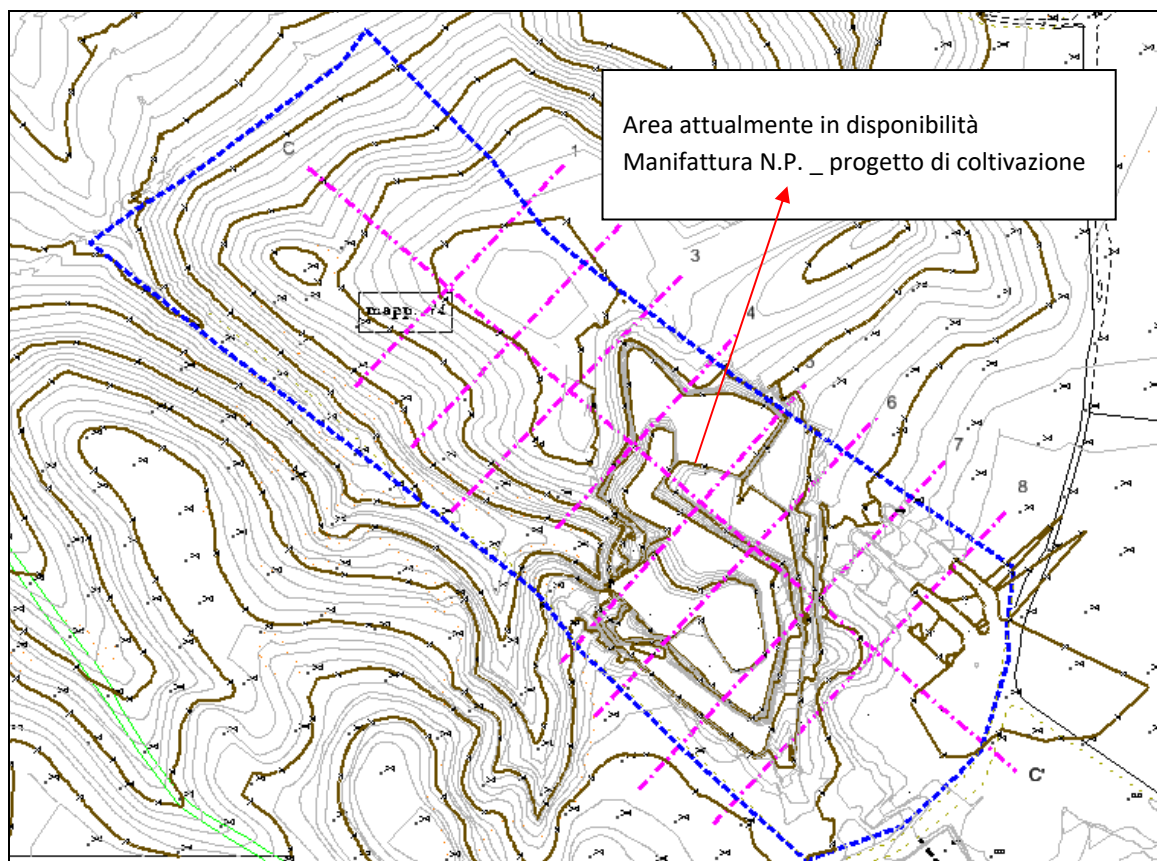 Area attualmente in disponibilità
Manifattura N.P. _ progetto di coltivazione
C
1
3
4
5
6
7
8
C'